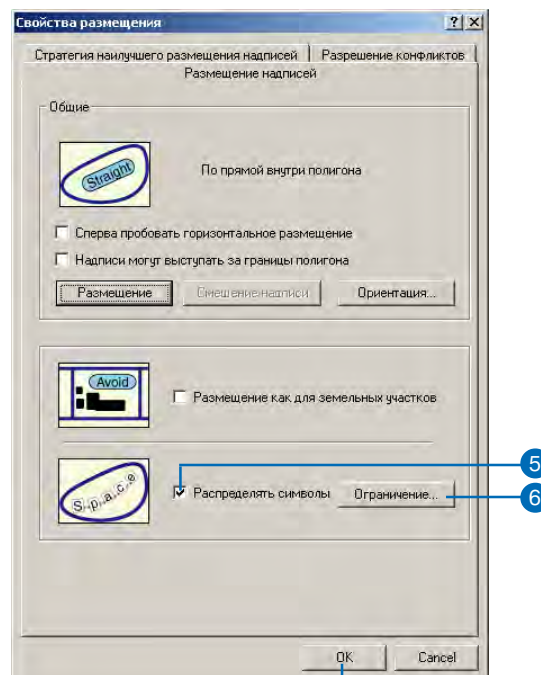 Свойства размещения
Стратегия наилучшего размещения надписей
Разрешение конфликтов
Размещение надписей
Общие
Straight
По прямой внутри полигона
Сперва пробовать горизонтальное размещение
Надписи могут выступать за границы полигона
Размещение
Смещение надписи
Ориентация...
Avoid
Размещение как для земельных участков
5
S..p..a..c..e
Распределять символы
Ограничение...
6
OK
Cancel